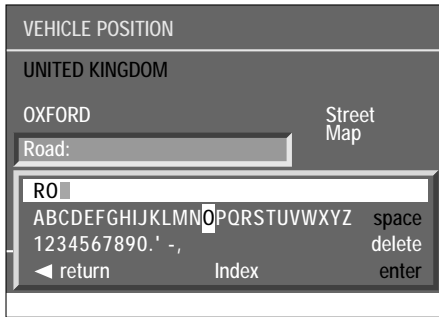 VEHICLE POSITION
UNITED KINGDOM
OXFORD Street
Map
Road:
RO
ABCDEFGHIJKLMNOPQRSTUVWXYZ space
1234567890.' -, delete
◄ return Index enter